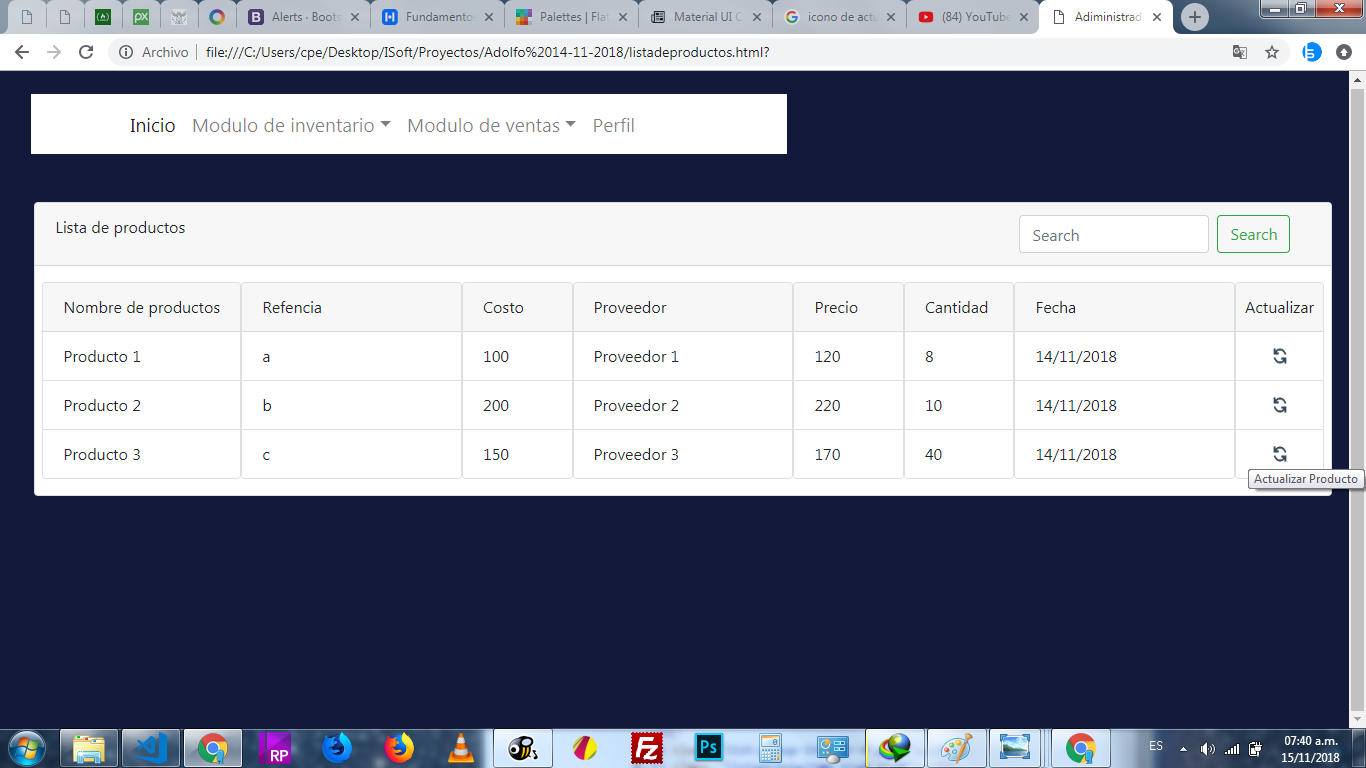 Alerts · Boots
Fundamento
Palettes | Flat
Material UI C
icono de actu
(84) YouTube
Adiministrad
Archivo
file:///C:/Users/cpe/Desktop/ISoft/Proyectos/Adolfo%2014-11-2018/listadeproductos.html?
Inicio Modulo de inventario Modulo de ventas Perfil
Lista de productos Search Search
Nombre de productos Refencia Costo Proveedor Precio Cantidad Fecha Actualizar
Producto 1 a 100 Proveedor 1 120 8 14/11/2018
Producto 2 b 200 Proveedor 2 220 10 14/11/2018
Producto 3 c 150 Proveedor 3 170 40 14/11/2018
Actualizar Producto
RP
Fz
Ps
ES
07:40 a.m.
15/11/2018